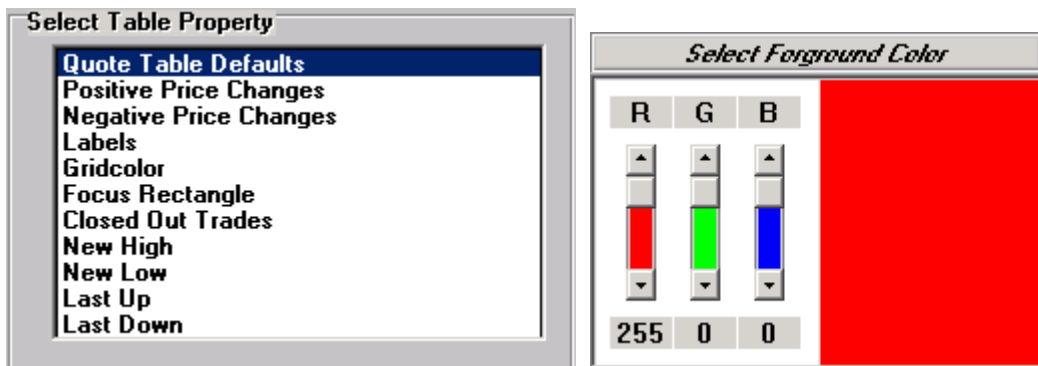 Select Table Property
Quote Table Defaults
Positive Price Changes
Negative Price Changes
Labels
Gridcolor
Focus Rectangle
Closed Out Trades
New High
New Low
Last Up
Last Down
Select Forground Color
R G B
255 0 0